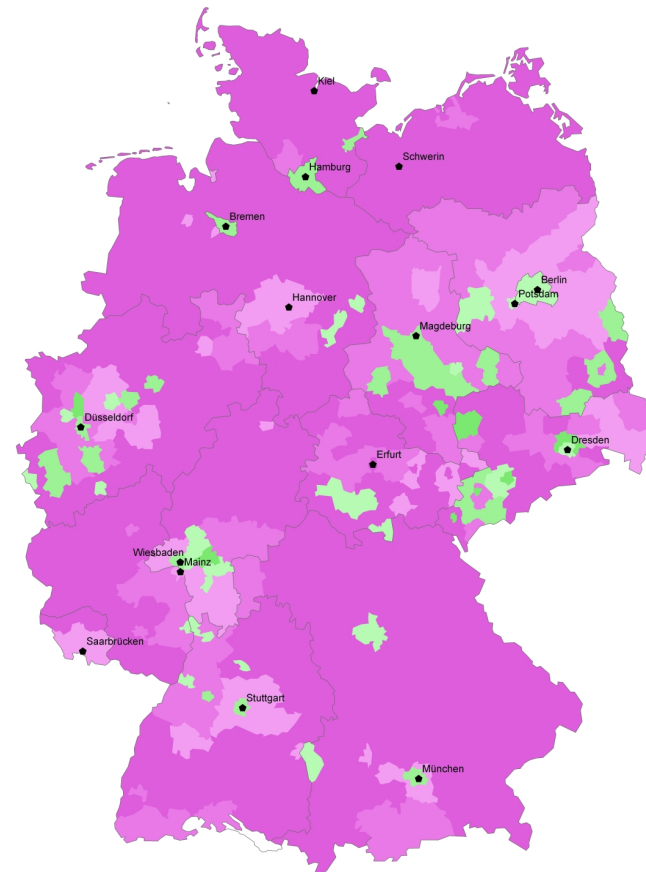 Kiel
Schwerin
Hamburg
Bremen
Berlin
Potsdam
Hannover
Magdeburg
Düsseldorf
Dresden
Erfurt
Wiesbaden
Mainz
Saarbrücken
Stuttgart
München